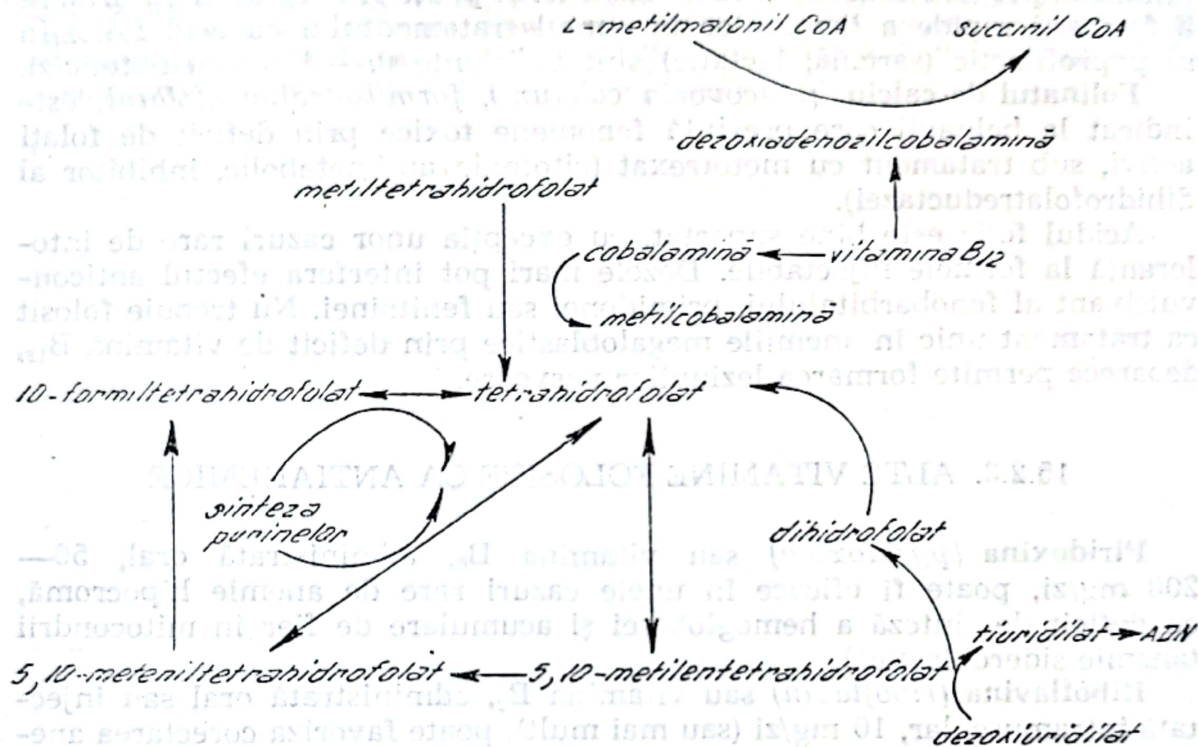 L-metilmalonil CoA succinil CoA
dezoxiadenozilcobalamină
metiltetrahidrofolat
cobalamină vitamina B12
metilcobalamină
10-formiltetrahidrofolat tetrahidrofolat
sinteza
purinelor
dihidrofolat
tiuridilat ADN
5,10-meteniltetrahidrofolat 5,10-metilentetrahidrofolat
dezoxiuridilat